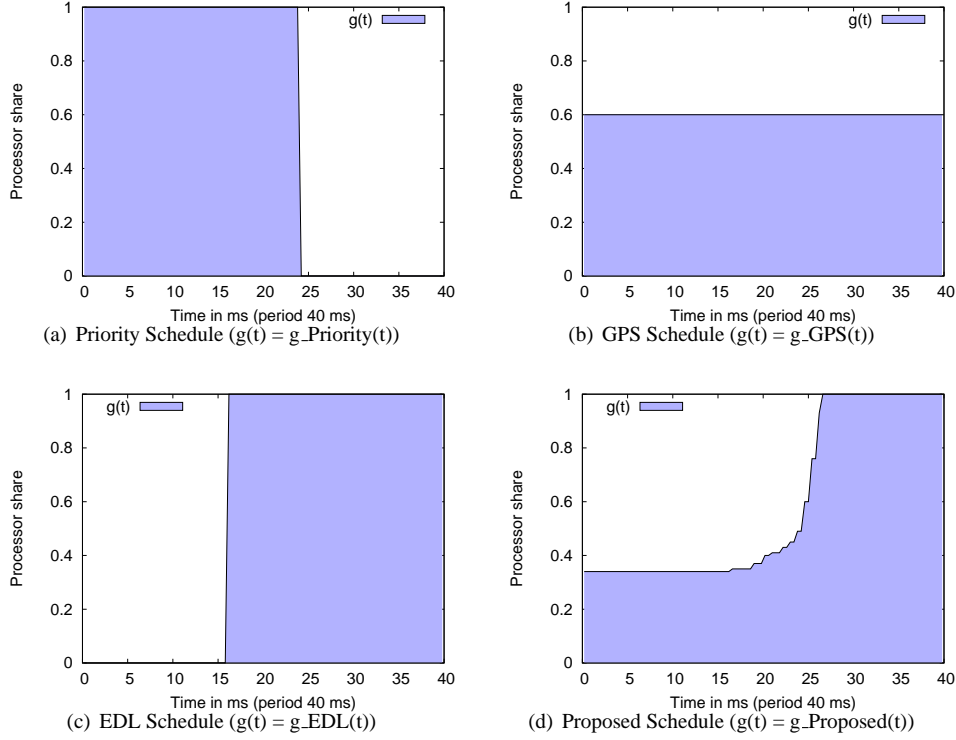 g(t)
Processor share
1
0.8
0.6
0.4
0.2
0
0 5 10 15 20 25 30 35 40
Time in ms (period 40 ms)
(a) Priority Schedule (g(t) = g_Priority(t))
g(t)
Processor share
1
0.8
0.6
0.4
0.2
0
0 5 10 15 20 25 30 35 40
Time in ms (period 40 ms)
(b) GPS Schedule (g(t) = g_GPS(t))
g(t)
Processor share
1
0.8
0.6
0.4
0.2
0
0 5 10 15 20 25 30 35 40
Time in ms (period 40 ms)
(c) EDL Schedule (g(t) = g_EDL(t))
g(t)
Processor share
1
0.8
0.6
0.4
0.2
0
0 5 10 15 20 25 30 35 40
Time in ms (period 40 ms)
(d) Proposed Schedule (g(t) = g_Proposed(t))